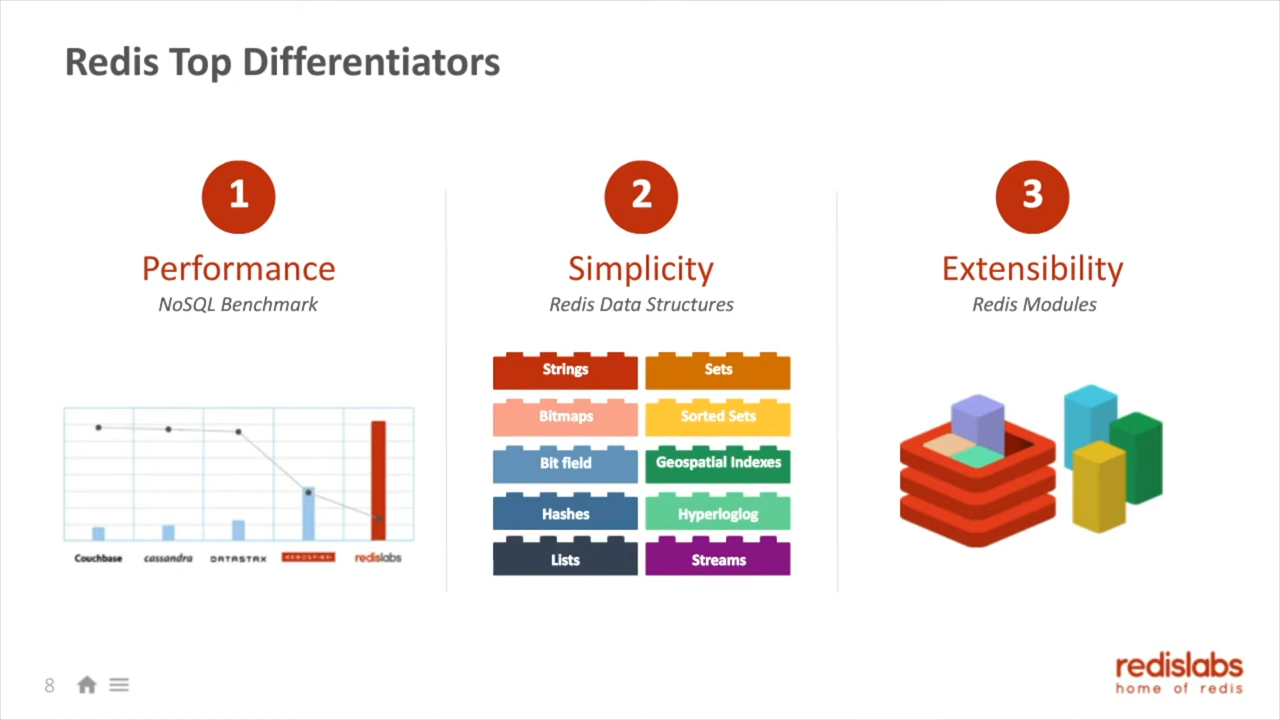 Redis Top Differentiators
1
Performance
NoSQL Benchmark
Couchbase
cassandra
DATASTAX
AEROSPIKE
redislabs
2
Simplicity
Redis Data Structures
Strings
Sets
Bitmaps
Sorted Sets
Bit field
Geospatial Indexes
Hashes
Hyperloglog
Lists
Streams
3
Extensibility
Redis Modules
8
redislabs
home of redis